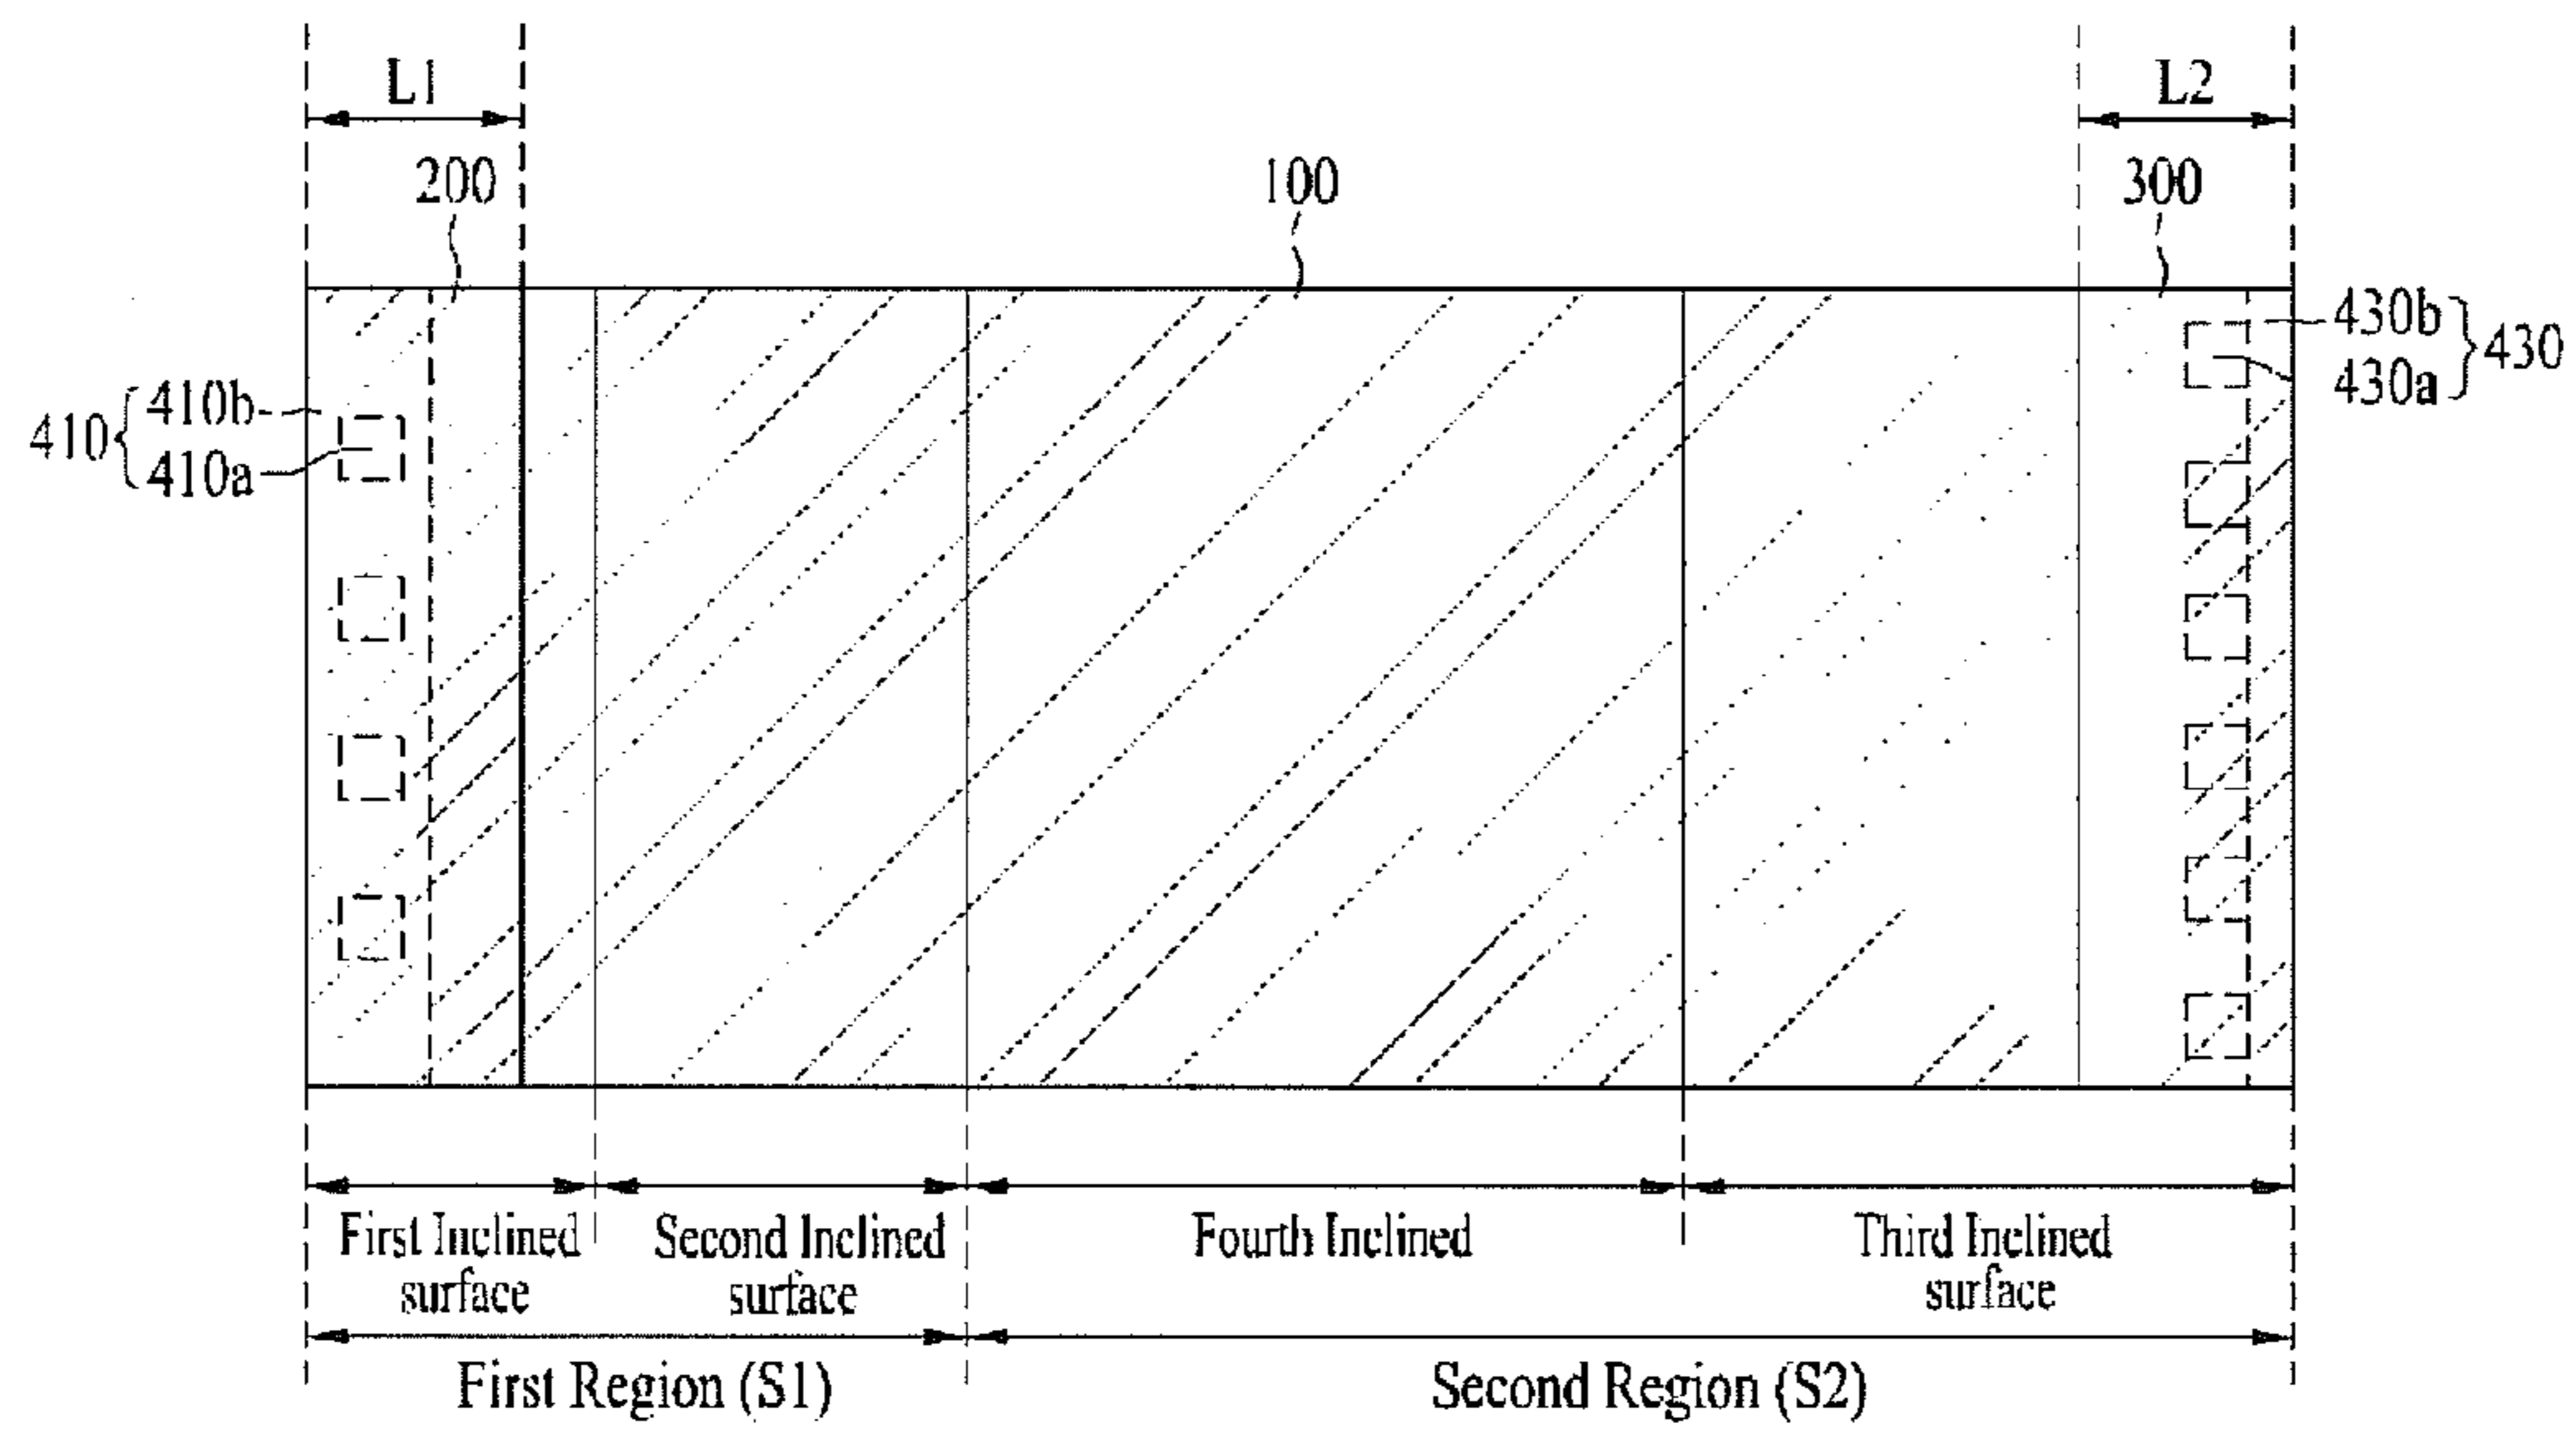 L1
L2
200
100
300
430b
430a
430
410b
410a
410
First Inclined
surface
Second Inclined
surface
Fourth Inclined
Third Inclined
surface
First Region (S1)
Second Region (S2)